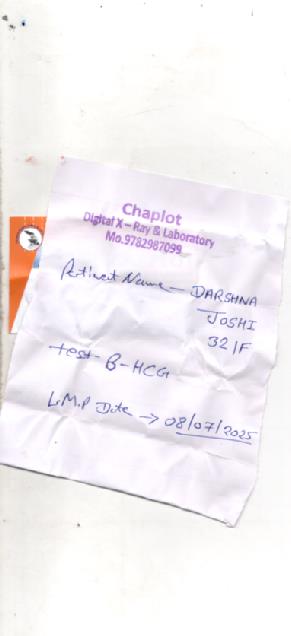 Chaplot
Digital X-Ray & Laboratory
Mo.9782987099
Patient Name - DARSHNA
JOSHI
32/F
test - B-HCG
L.M.P Date → 08/07/2025